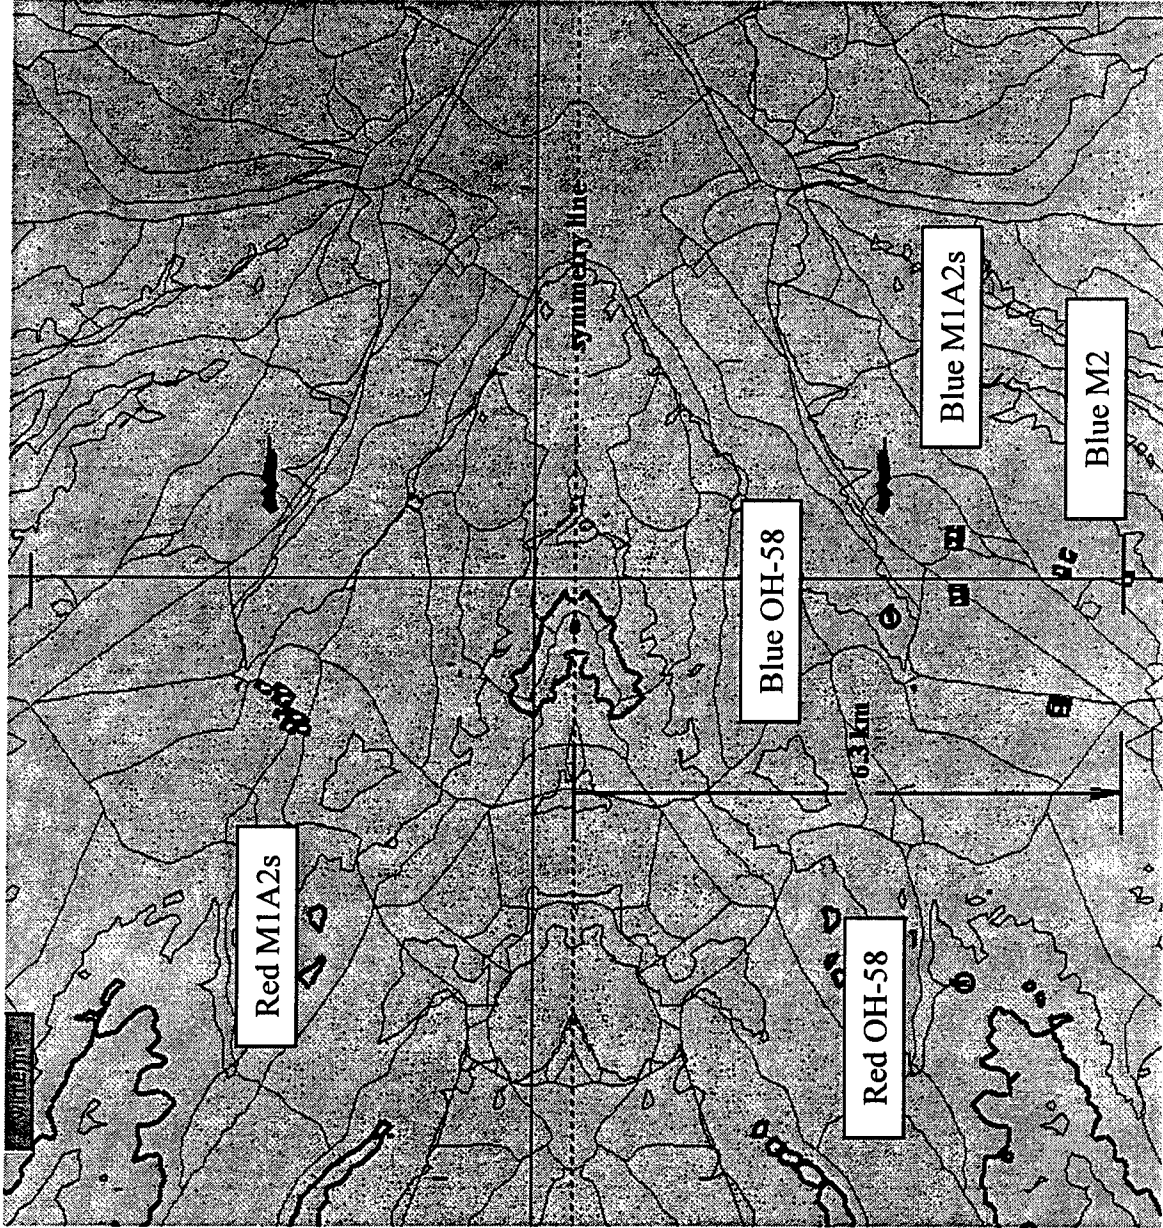 symmetry line
Blue M1A2s
Blue M2
Blue OH-58
6.3 km
Red M1A2s
Red OH-58